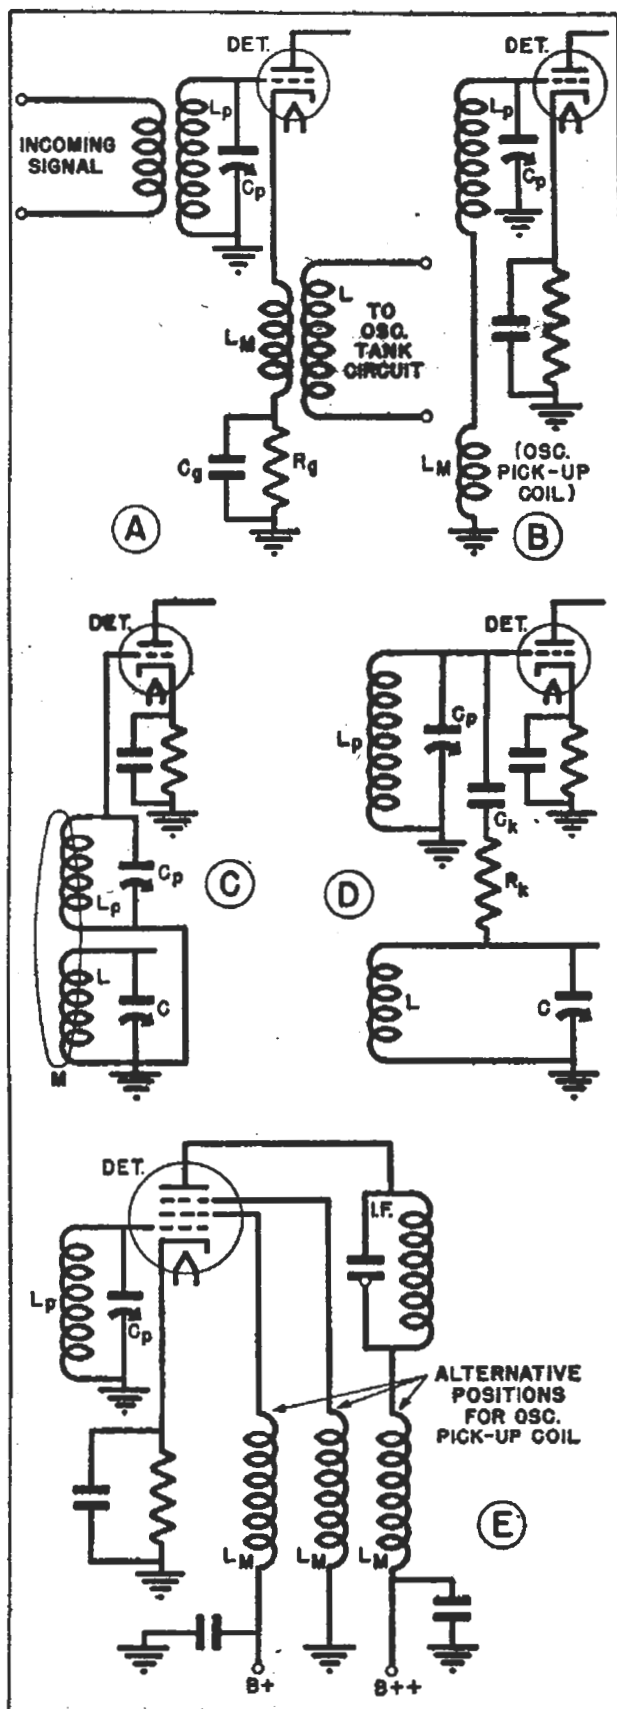 DET.
Lp
Cp
INCOMING
SIGNAL
LM
L
TO
OSC.
TANK
CIRCUIT
Cg
Rg
A
DET.
Lp
Cp
LM
(OSC.
PICK-UP
COIL)
B
DET.
Cp
Lp
L
C
M
C
DET.
Lp
Cp
Ck
Rk
L
C
D
DET.
I.F.
Lp
Cp
ALTERNATIVE
POSITIONS
FOR OSC.
PICK-UP COIL
LM
LM
LM
E
B+
B++